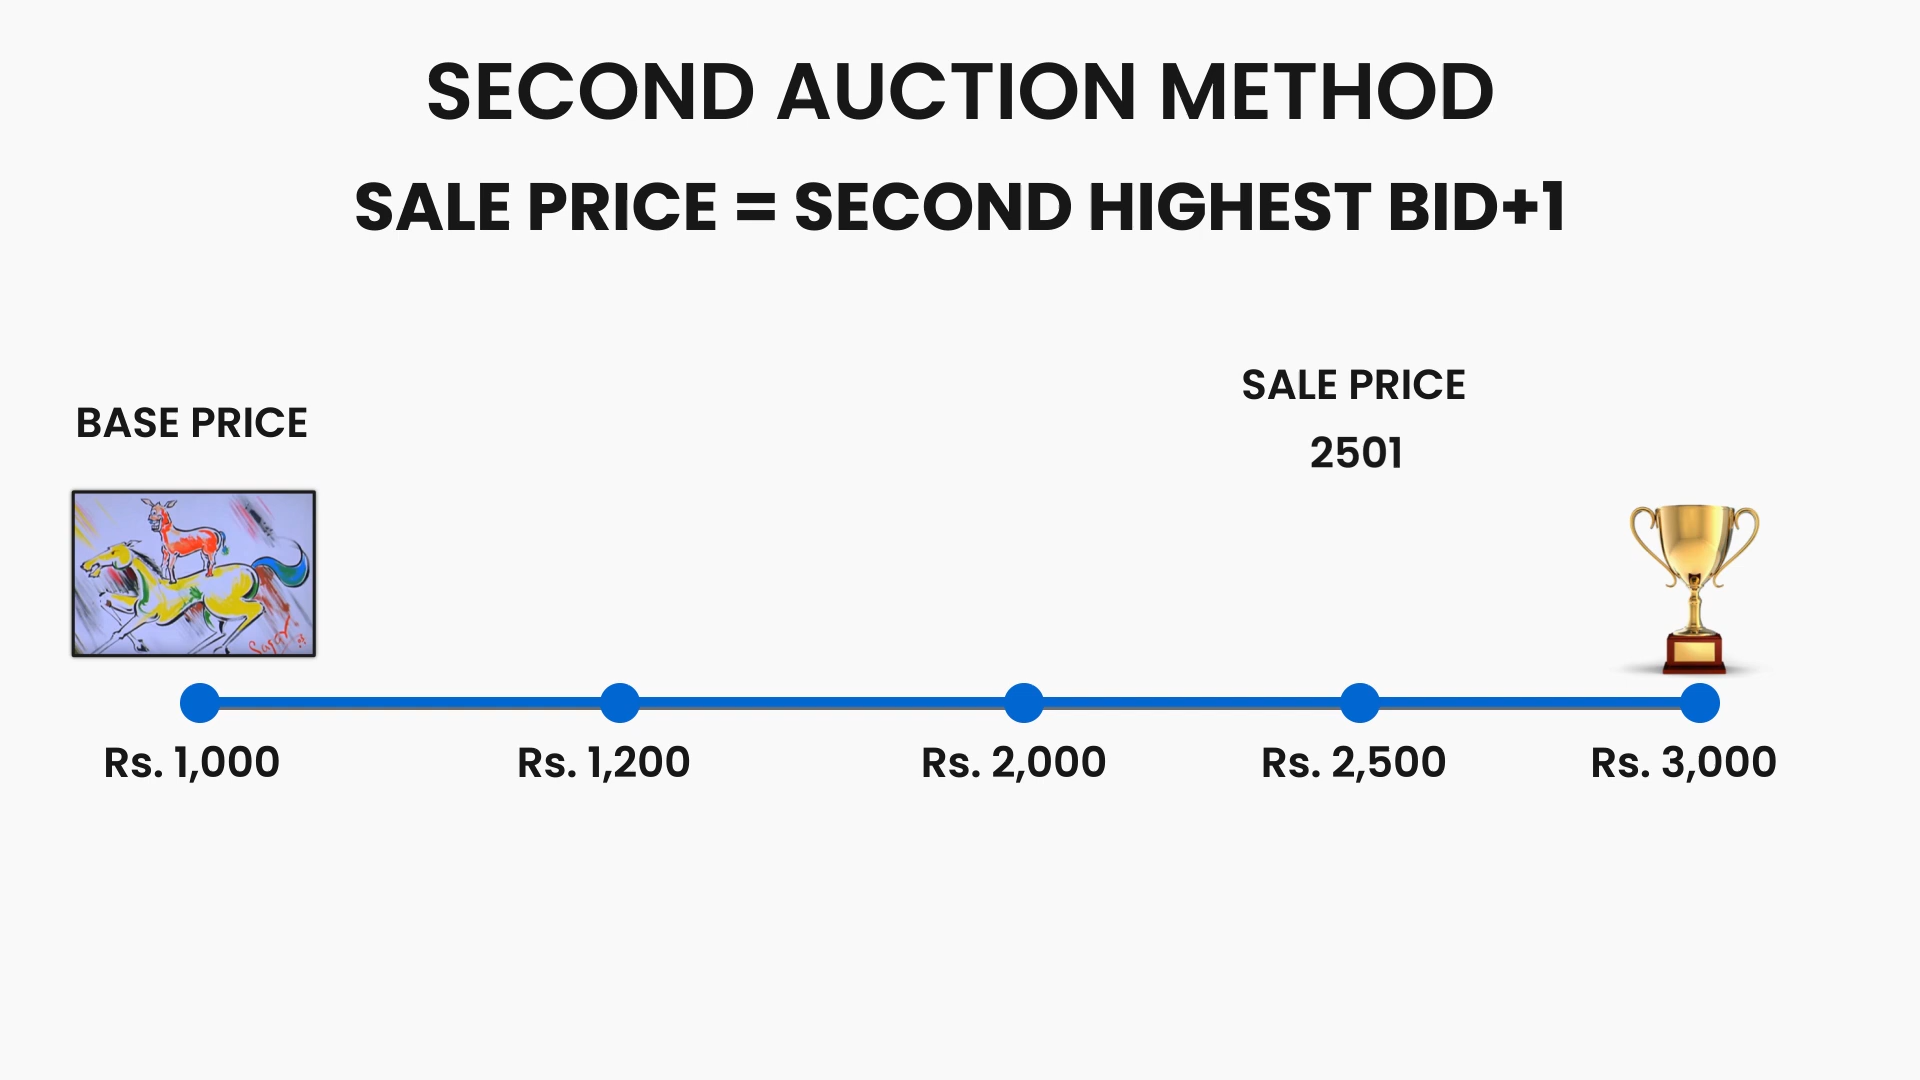 SECOND AUCTION METHOD
SALE PRICE = SECOND HIGHEST BID+1
SALE PRICE
2501
BASE PRICE
Rs. 1,000
Rs. 1,200
Rs. 2,000
Rs. 2,500
Rs. 3,000